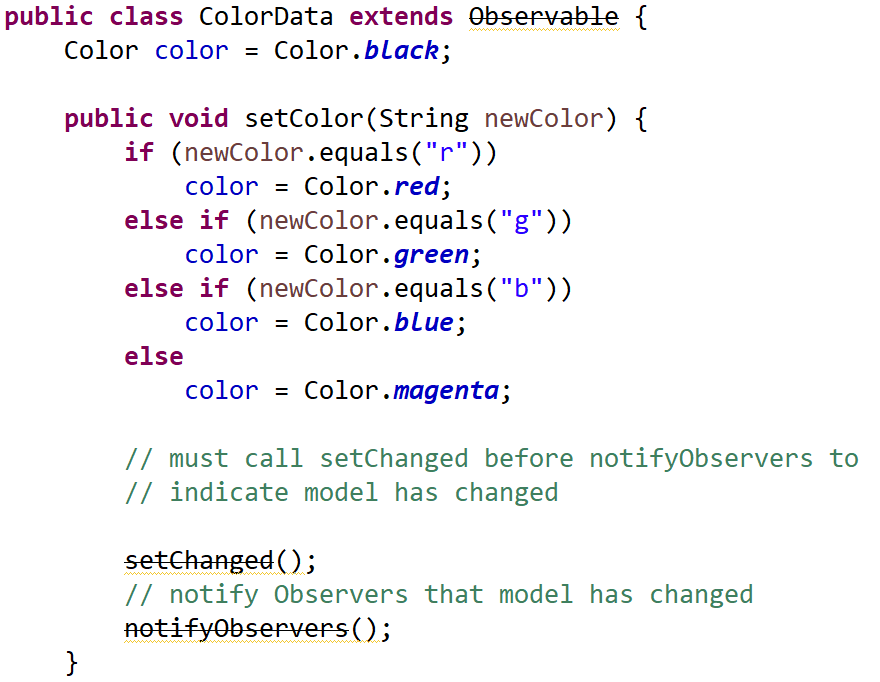 public class ColorData extends Observable {
    Color color = Color.black;

    public void setColor(String newColor) {
        if (newColor.equals("r"))
            color = Color.red;
        else if (newColor.equals("g"))
            color = Color.green;
        else if (newColor.equals("b"))
            color = Color.blue;
        else
            color = Color.magenta;

        // must call setChanged before notifyObservers to
        // indicate model has changed

        setChanged();
        // notify Observers that model has changed
        notifyObservers();
    }